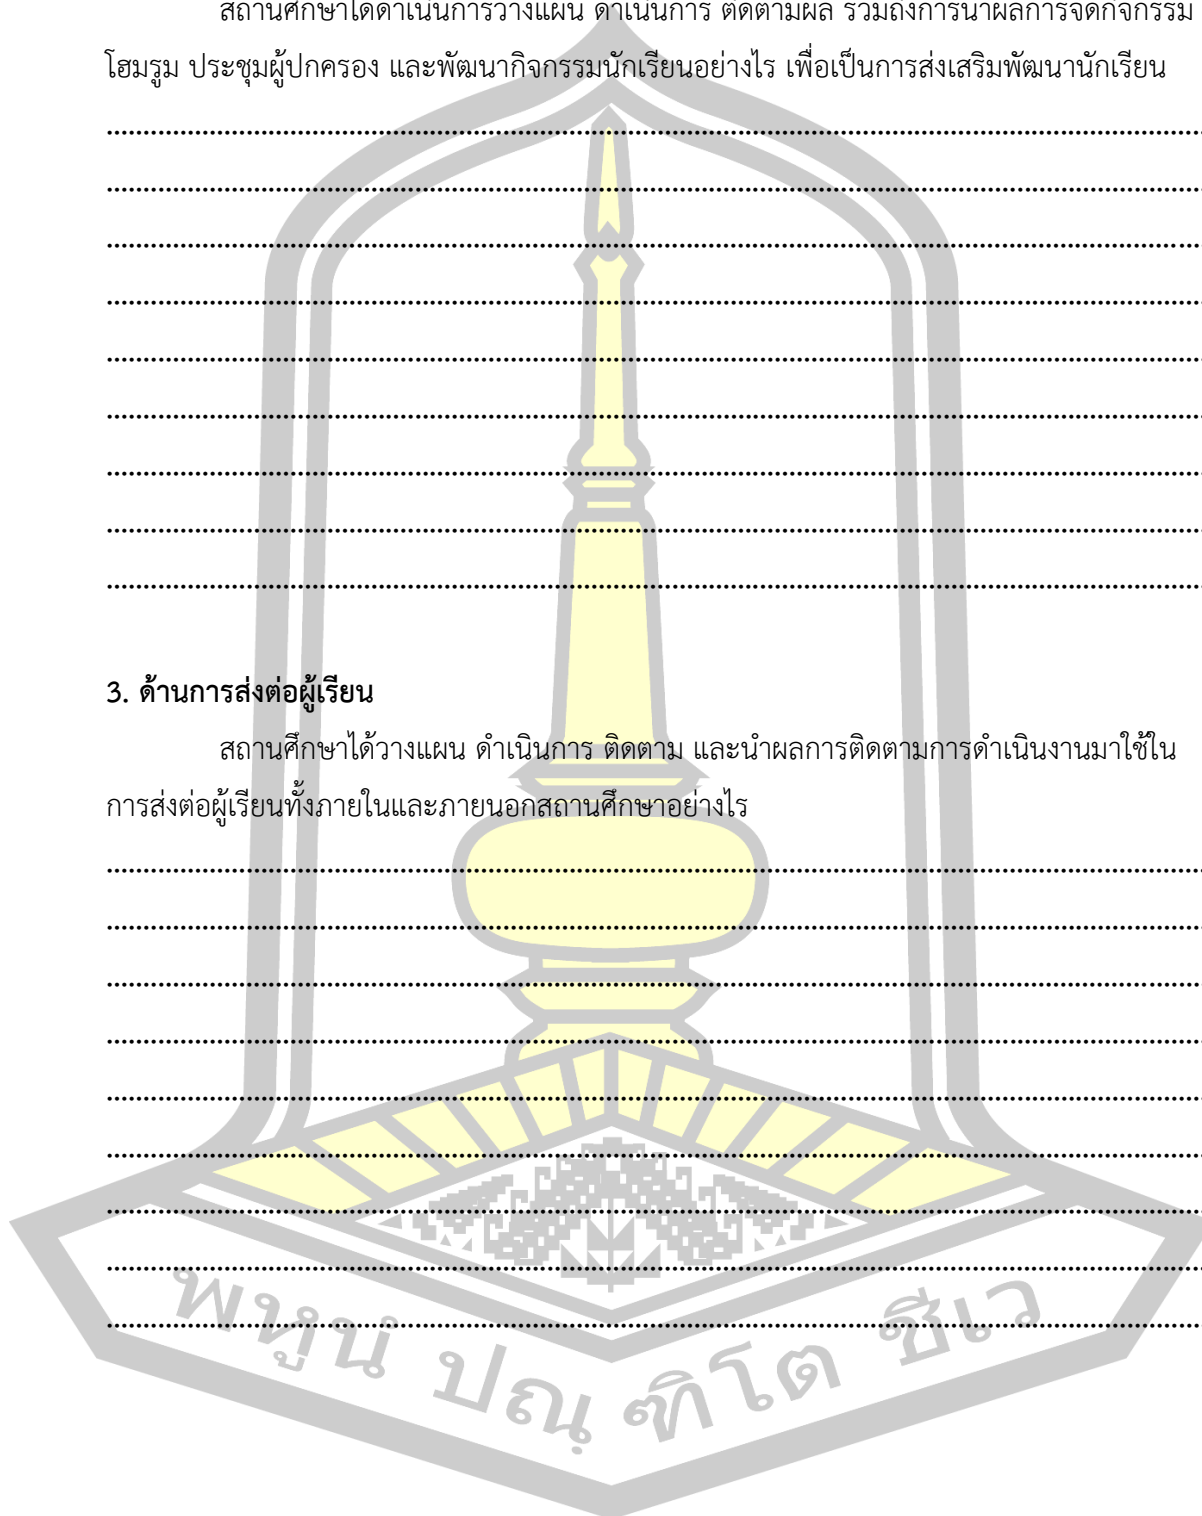 สถานศึกษาได้ดำเนินการวางแผน ดำเนินการ ติดตามผล รวมถึงการนำผลการจัดกิจกรรม
โฮมรูม ประชุมผู้ปกครอง และพัฒนากิจกรรมนักเรียนอย่างไร เพื่อเป็นการส่งเสริมพัฒนานักเรียน
3. ด้านการส่งต่อผู้เรียน
สถานศึกษาได้วางแผน ดำเนินการ ติดตาม และนำผลการติดตามการดำเนินงานมาใช้ใน
การส่งต่อผู้เรียนทั้งภายในและภายนอกสถานศึกษาอย่างไร
พหูนํ ปณฺฑิโต ชีเว